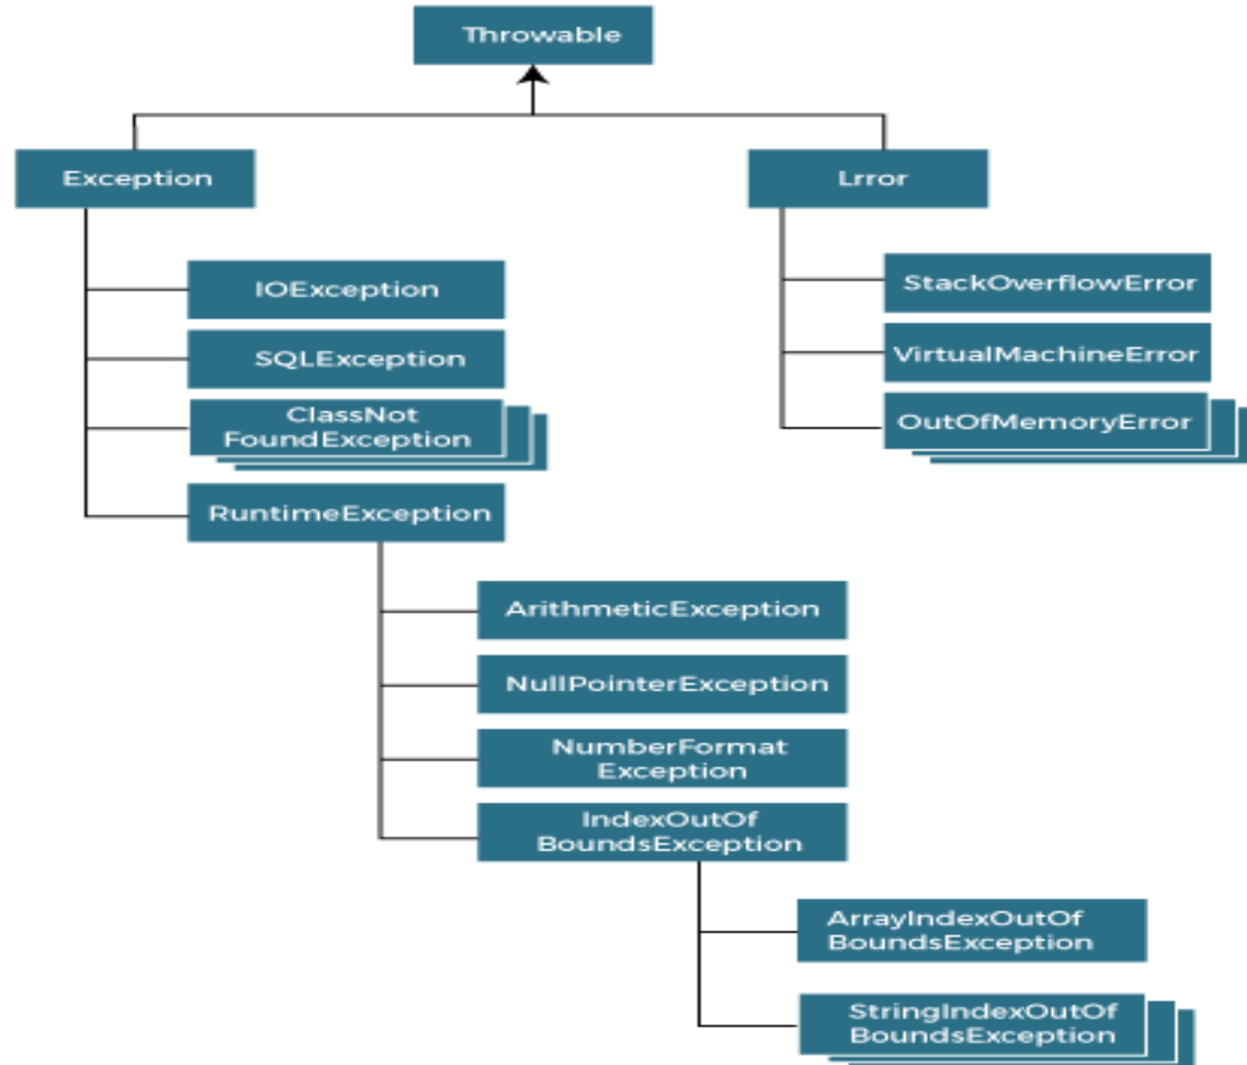 Throwable
Exception
Lrror
IOException
SQLException
ClassNot
FoundException
RuntimeException
StackOverflowError
VirtualMachineError
OutOfMemoryError
ArithmeticException
NullPointerException
NumberFormat
Exception
IndexOutOf
BoundsException
ArrayIndexOutOf
BoundsException
StringIndexOutOf
BoundsException